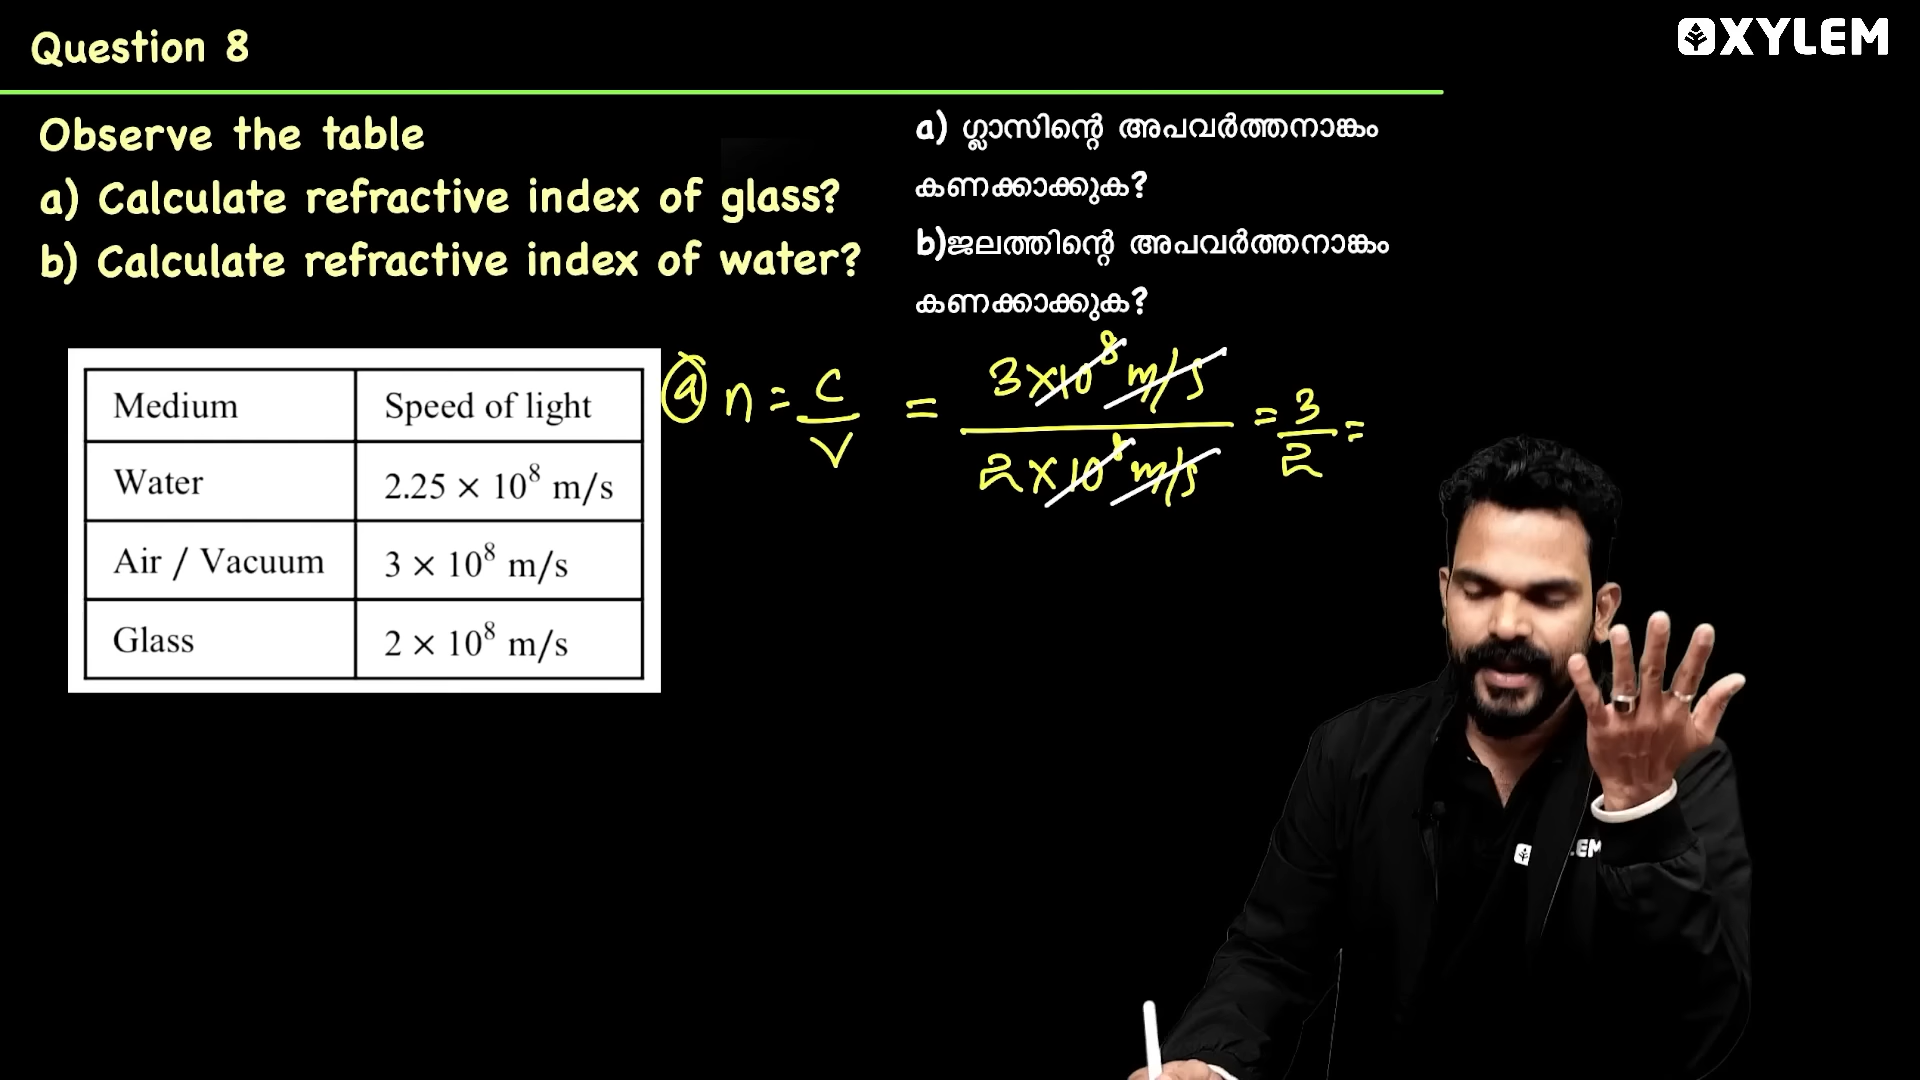 Question 8
XYLEM
Observe the table
a) Calculate refractive index of glass?
b) Calculate refractive index of water?
a) ഗ്ലാസിന്റെ അപവർത്തനാങ്കം
കണക്കാക്കുക?
b)ജലത്തിന്റെ അപവർത്തനാങ്കം
കണക്കാക്കുക?
Medium Speed of light
Water 2.25 × 10⁸ m/s
Air / Vacuum 3 × 10⁸ m/s
Glass 2 × 10⁸ m/s
a n = c/v = 3×10⁸ m/s / 2×10⁸ m/s = 3/2 =
LEM